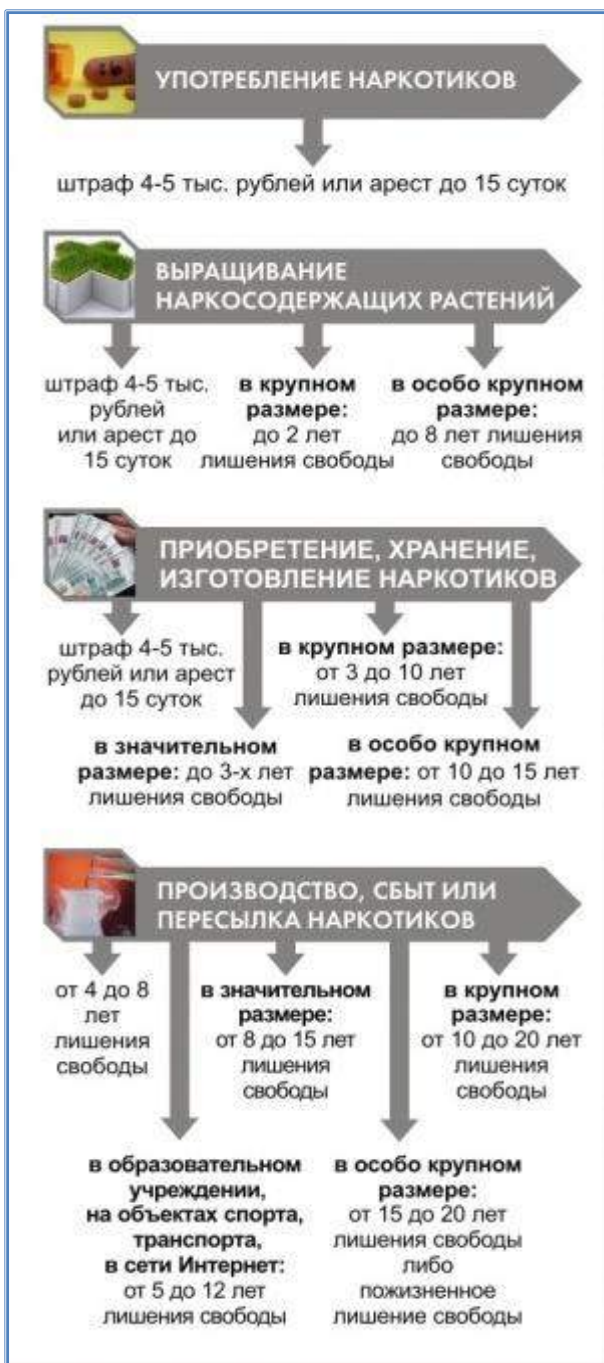 УПОТРЕБЛЕНИЕ НАРКОТИКОВ
штраф 4-5 тыс. рублей или арест до 15 суток
ВЫРАЩИВАНИЕ
НАРКОСОДЕРЖАЩИХ РАСТЕНИЙ
штраф 4-5 тыс.
рублей
или арест до
15 суток
в крупном
размере:
до 2 лет
лишения свободы
в особо крупном
размере:
до 8 лет лишения
свободы
ПРИОБРЕТЕНИЕ, ХРАНЕНИЕ,
ИЗГОТОВЛЕНИЕ НАРКОТИКОВ
штраф 4-5 тыс.
рублей или арест
до 15 суток
в крупном размере:
от 3 до 10 лет
лишения свободы
в значительном
размере: до 3-х лет
лишения свободы
в особо крупном
размере: от 10 до 15 лет
лишения свободы
ПРОИЗВОДСТВО, СБЫТ ИЛИ
ПЕРЕСЫЛКА НАРКОТИКОВ
от 4 до 8
лет
лишения
свободы
в значительном
размере:
от 8 до 15 лет
лишения
свободы
в крупном
размере:
от 10 до 20 лет
лишения
свободы
в образовательном
учреждении,
на объектах спорта,
транспорта,
в сети Интернет:
от 5 до 12 лет
лишения свободы
в особо крупном
размере:
от 15 до 20 лет
лишения свободы
либо
пожизненное
лишение свободы